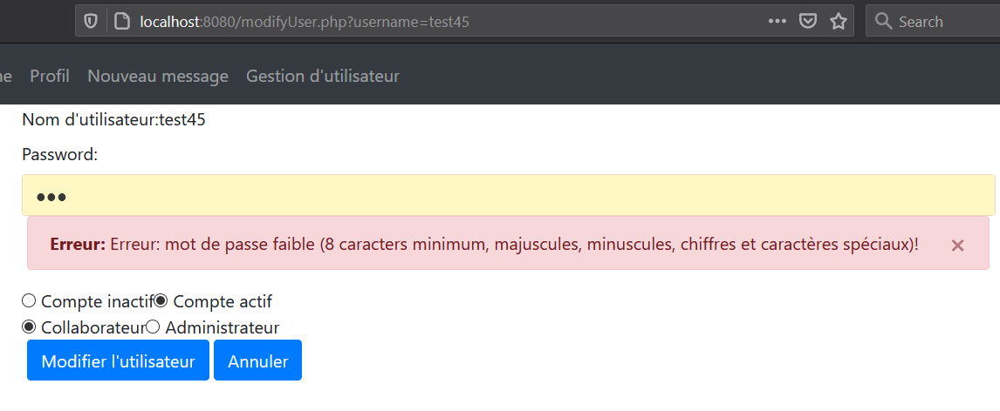 localhost:8080/modifyUser.php?username=test45
Search
ne Profil Nouveau message Gestion d'utilisateur
Nom d'utilisateur:test45
Password:
Erreur: Erreur: mot de passe faible (8 caracters minimum, majuscules, minuscules, chiffres et caractères spéciaux)! ×
Compte inactif Compte actif
Collaborateur Administrateur
Modifier l'utilisateur Annuler